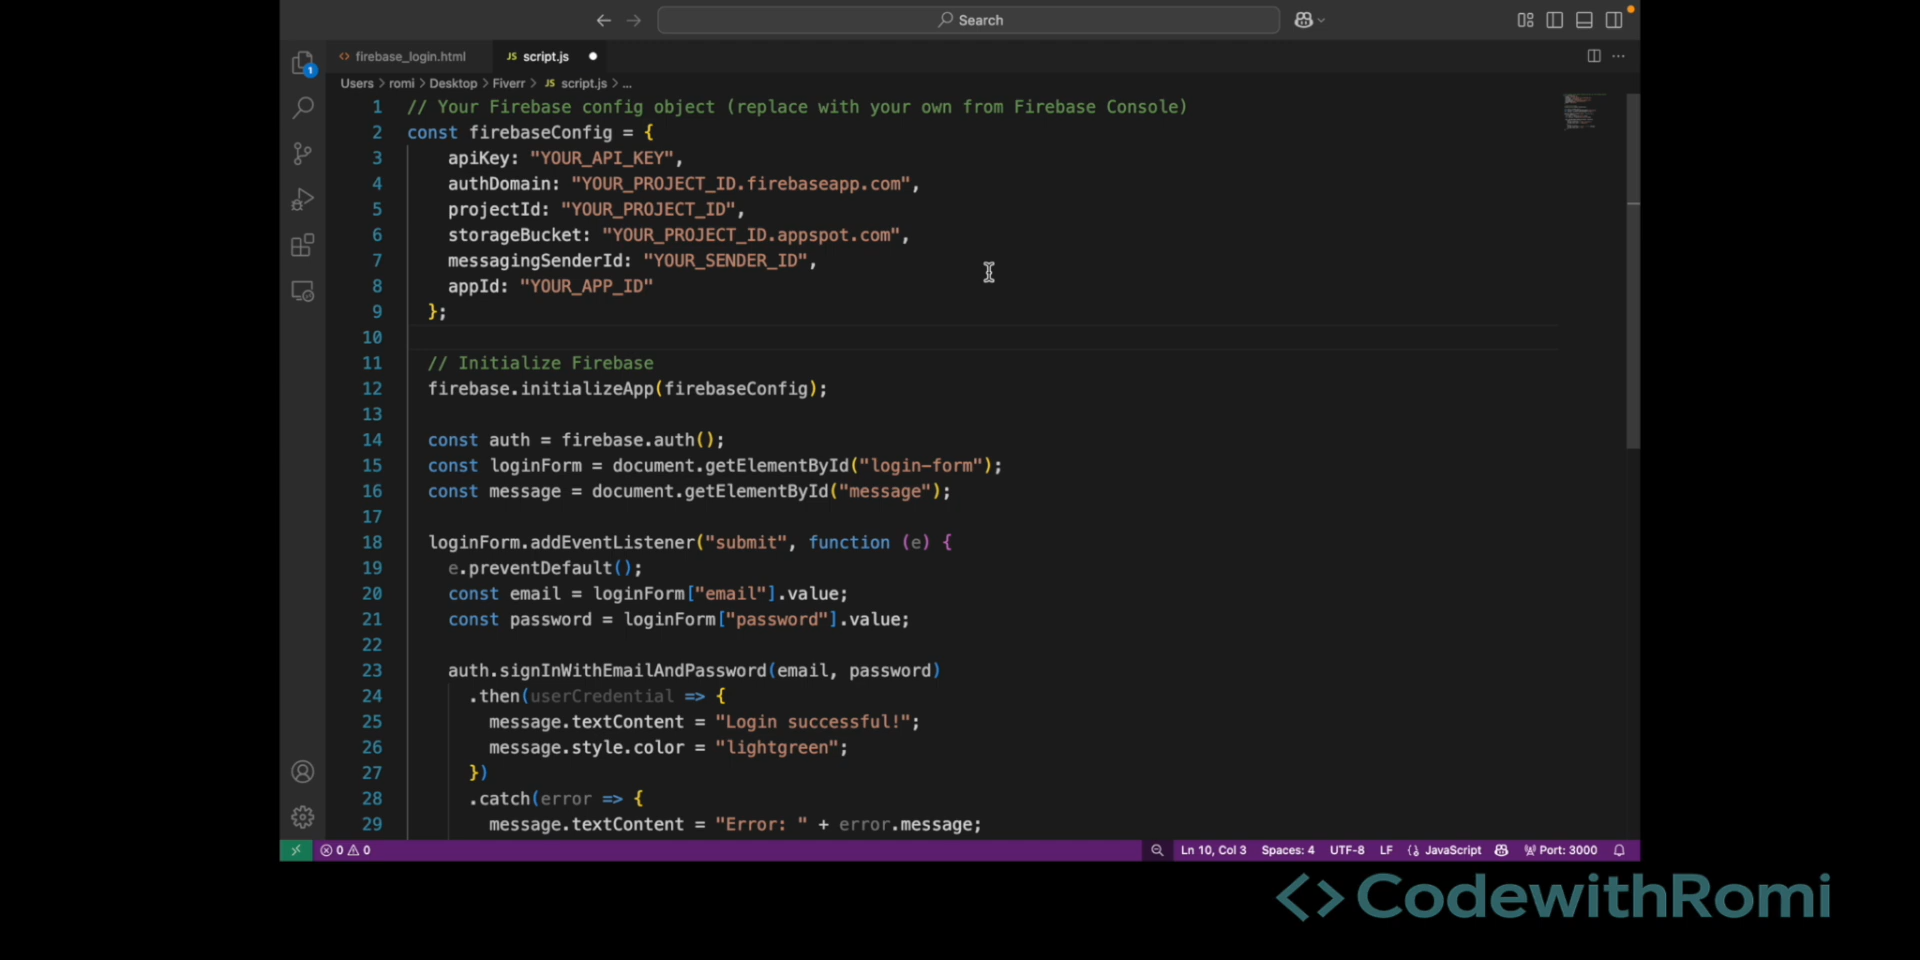 Search
firebase_login.html
JS script.js
1
Users > romi > Desktop > Fiverr > JS script.js > ...
1 // Your Firebase config object (replace with your own from Firebase Console)
2 const firebaseConfig = {
3 apiKey: "YOUR_API_KEY",
4 authDomain: "YOUR_PROJECT_ID.firebaseapp.com",
5 projectId: "YOUR_PROJECT_ID",
6 storageBucket: "YOUR_PROJECT_ID.appspot.com",
7 messagingSenderId: "YOUR_SENDER_ID",
8 appId: "YOUR_APP_ID"
9 };
10
11 // Initialize Firebase
12 firebase.initializeApp(firebaseConfig);
13
14 const auth = firebase.auth();
15 const loginForm = document.getElementById("login-form");
16 const message = document.getElementById("message");
17
18 loginForm.addEventListener("submit", function (e) {
19 e.preventDefault();
20 const email = loginForm["email"].value;
21 const password = loginForm["password"].value;
22
23 auth.signInWithEmailAndPassword(email, password)
24 .then(userCredential => {
25 message.textContent = "Login successful!";
26 message.style.color = "lightgreen";
27 })
28 .catch(error => {
29 message.textContent = "Error: " + error.message;
0 0 Ln 10, Col 3 Spaces: 4 UTF-8 LF {} JavaScript Port: 3000
<> CodewithRomi